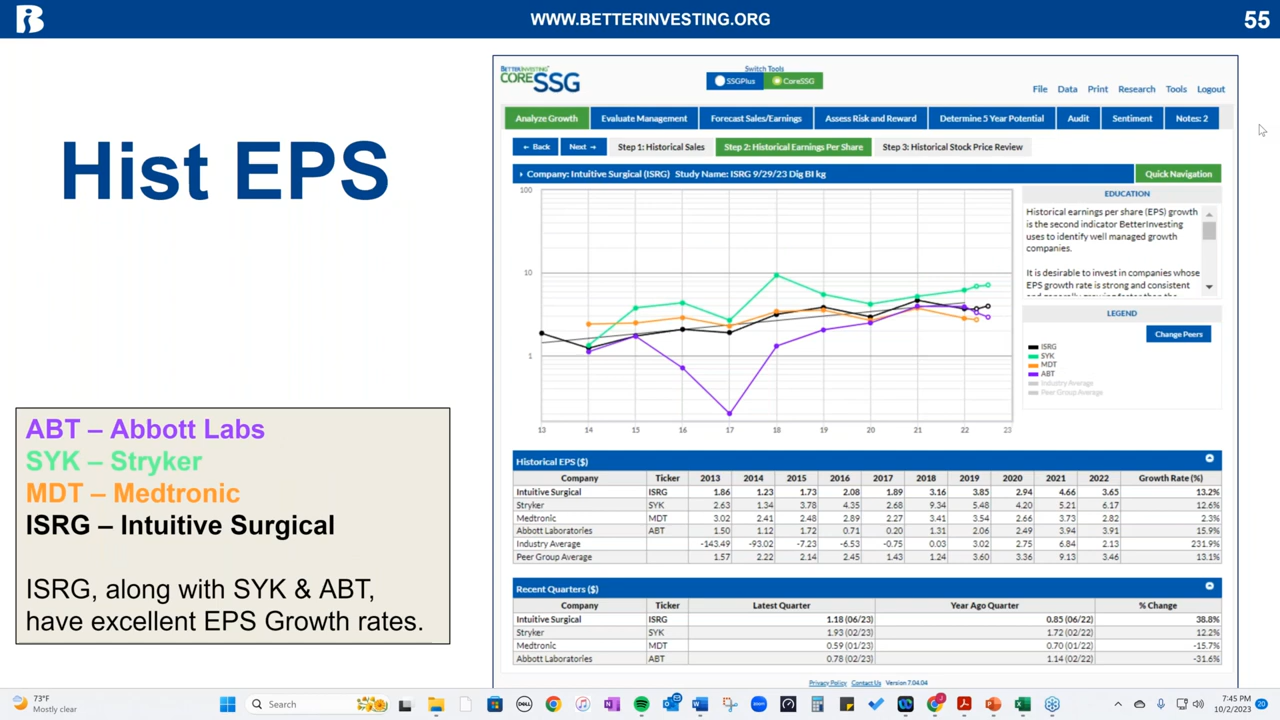 WWW.BETTERINVESTING.ORG
55
BETTERINVESTING
CORESSG
Switch Tools
SSGPlus CoreSSG
File Data Print Research Tools Logout
Analyze Growth Evaluate Management Forecast Sales/Earnings Assess Risk and Reward Determine 5 Year Potential Audit Sentiment Notes: 2
← Back Next → Step 1: Historical Sales Step 2: Historical Earnings Per Share Step 3: Historical Stock Price Review
Company: Intuitive Surgical (ISRG) Study Name: ISRG 9/29/23 Dig BI kg
Quick Navigation
Hist EPS
100
10
1
13 14 15 16 17 18 19 20 21 22 23
EDUCATION
Historical earnings per share (EPS) growth
is the second indicator BetterInvesting
uses to identify well managed growth
companies.
It is desirable to invest in companies whose
EPS growth rate is strong and consistent
LEGEND
Change Peers
ISRG
SYK
MDT
ABT
Industry Average
Peer Group Average
ABT – Abbott Labs
SYK – Stryker
MDT – Medtronic
ISRG – Intuitive Surgical
ISRG, along with SYK & ABT,
have excellent EPS Growth rates.
Historical EPS ($)
Company Ticker 2013 2014 2015 2016 2017 2018 2019 2020 2021 2022 Growth Rate (%)
Intuitive Surgical ISRG 1.86 1.23 1.73 2.08 1.89 3.16 3.85 2.94 4.66 3.65 13.2%
Stryker SYK 2.63 1.34 3.78 4.35 2.68 9.34 5.48 4.20 5.21 6.17 12.6%
Medtronic MDT 3.02 2.41 2.48 2.89 2.27 3.41 3.54 2.66 3.73 2.82 2.3%
Abbott Laboratories ABT 1.50 1.12 1.72 0.71 0.20 1.31 2.06 2.49 3.94 3.91 15.9%
Industry Average -143.49 -93.02 -7.23 -6.53 -0.75 0.03 3.02 2.75 6.84 2.13 231.9%
Peer Group Average 1.57 2.22 2.14 2.45 1.43 1.24 3.60 3.36 9.13 3.46 13.1%
Recent Quarters ($)
Company Ticker Latest Quarter Year Ago Quarter % Change
Intuitive Surgical ISRG 1.18 (06/23) 0.85 (06/22) 38.8%
Stryker SYK 1.93 (02/23) 1.72 (02/22) 12.2%
Medtronic MDT 0.59 (01/23) 0.70 (01/22) -15.7%
Abbott Laboratories ABT 0.78 (02/23) 1.14 (02/22) -31.6%
Privacy Policy Contact Us Version 7.04.04
73°F
Mostly clear
Search
DELL
7:45 PM
10/2/2023
20